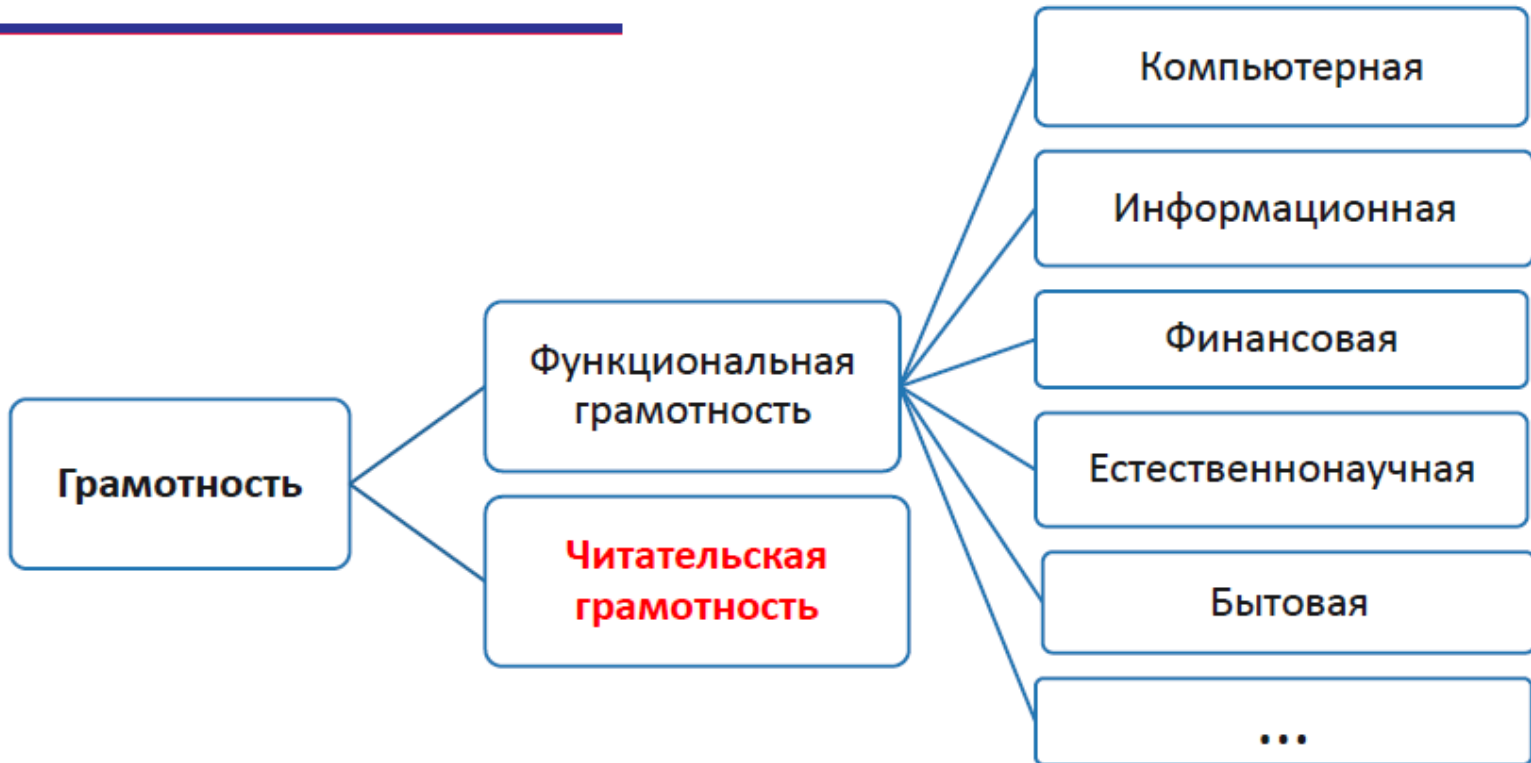 Грамотность
Функциональная
грамотность
Читательская
грамотность
Компьютерная
Информационная
Финансовая
Естественнонаучная
Бытовая
...